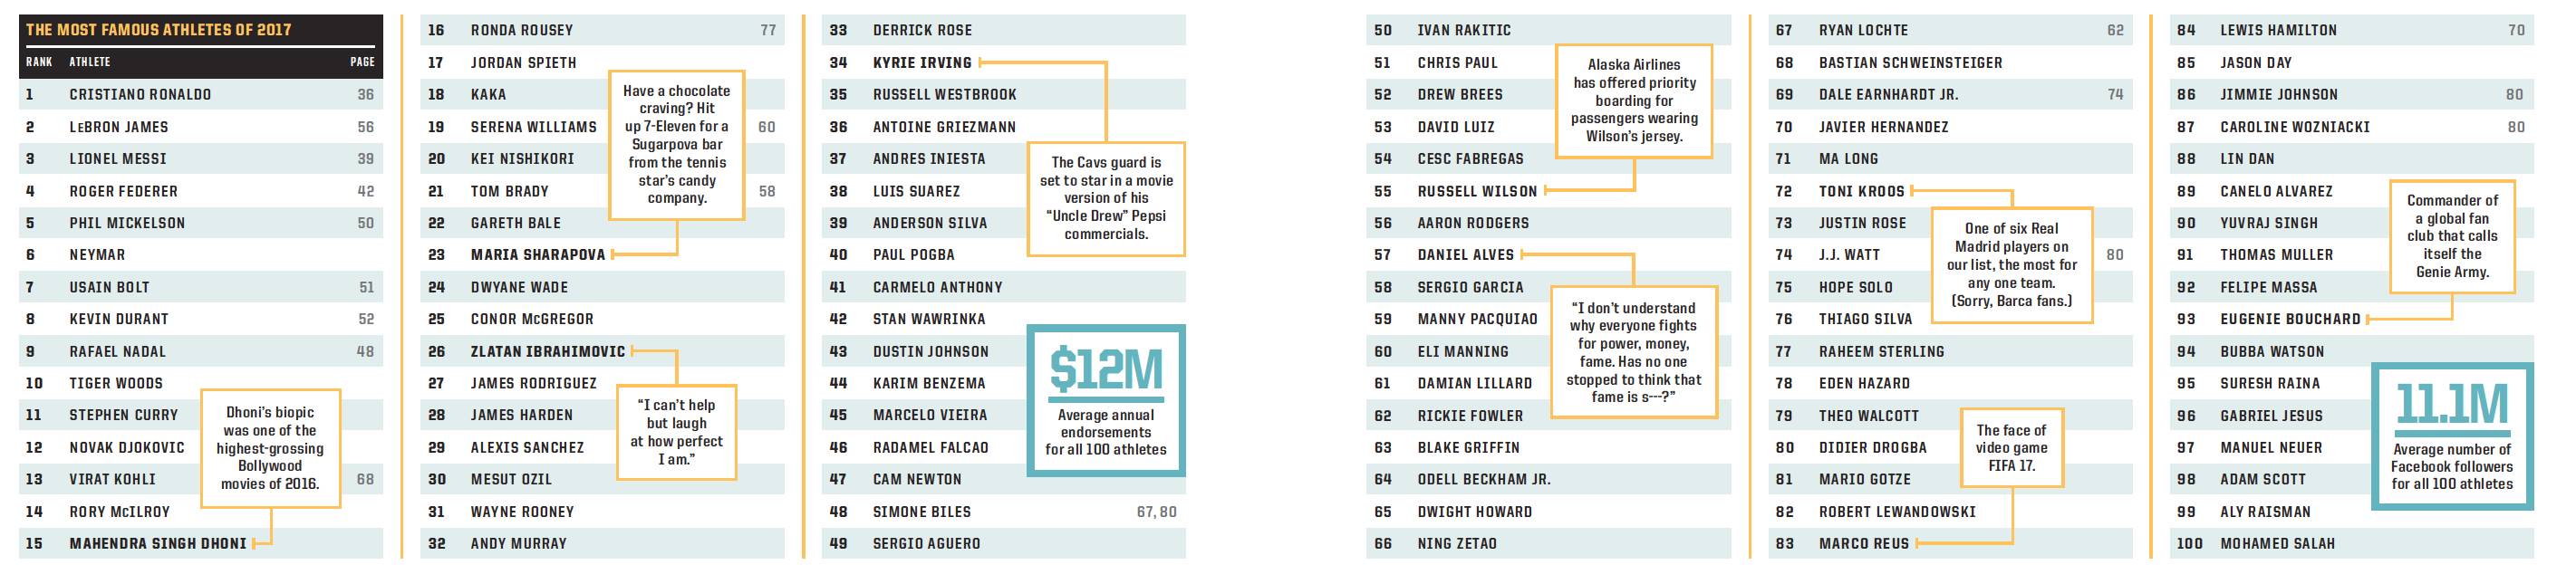 THE MOST FAMOUS ATHLETES OF 2017
RANK ATHLETE PAGE
1 CRISTIANO RONALDO 36
2 LeBRON JAMES 56
3 LIONEL MESSI 39
4 ROGER FEDERER 42
5 PHIL MICKELSON 50
6 NEYMAR
7 USAIN BOLT 51
8 KEVIN DURANT 52
9 RAFAEL NADAL 48
10 TIGER WOODS
11 STEPHEN CURRY
12 NOVAK DJOKOVIC
13 VIRAT KOHLI 68
14 RORY McILROY
15 MAHENDRA SINGH DHONI
Dhoni's biopic
was one of the
highest-grossing
Bollywood
movies of 2016.
16 RONDA ROUSEY 77
17 JORDAN SPIETH
18 KAKA
19 SERENA WILLIAMS 60
20 KEI NISHIKORI
21 TOM BRADY 58
22 GARETH BALE
23 MARIA SHARAPOVA
Have a chocolate
craving? Hit
up 7-Eleven for a
Sugarpova bar
from the tennis
star's candy
company.
24 DWYANE WADE
25 CONOR McGREGOR
26 ZLATAN IBRAHIMOVIC
27 JAMES RODRIGUEZ
28 JAMES HARDEN
29 ALEXIS SANCHEZ
30 MESUT OZIL
31 WAYNE ROONEY
32 ANDY MURRAY
"I can't help
but laugh
at how perfect
I am."
33 DERRICK ROSE
34 KYRIE IRVING
35 RUSSELL WESTBROOK
36 ANTOINE GRIEZMANN
37 ANDRES INIESTA
38 LUIS SUAREZ
39 ANDERSON SILVA
40 PAUL POGBA
The Cavs guard is
set to star in a movie
version of his
"Uncle Drew" Pepsi
commercials.
41 CARMELO ANTHONY
42 STAN WAWRINKA
43 DUSTIN JOHNSON
44 KARIM BENZEMA
45 MARCELO VIEIRA
46 RADAMEL FALCAO
47 CAM NEWTON
48 SIMONE BILES 67, 80
49 SERGIO AGUERO
$12M
Average annual
endorsements
for all 100 athletes
50 IVAN RAKITIC
51 CHRIS PAUL
52 DREW BREES
53 DAVID LUIZ
54 CESC FABREGAS
55 RUSSELL WILSON
Alaska Airlines
has offered priority
boarding for
passengers wearing
Wilson's jersey.
56 AARON RODGERS
57 DANIEL ALVES
58 SERGIO GARCIA
59 MANNY PACQUIAO
60 ELI MANNING
61 DAMIAN LILLARD
62 RICKIE FOWLER
63 BLAKE GRIFFIN
64 ODELL BECKHAM JR.
65 DWIGHT HOWARD
66 NING ZETAO
"I don't understand
why everyone fights
for power, money,
fame. Has no one
stopped to think that
fame is s---?"
67 RYAN LOCHTE 62
68 BASTIAN SCHWEINSTEIGER
69 DALE EARNHARDT JR. 74
70 JAVIER HERNANDEZ
71 MA LONG
72 TONI KROOS
73 JUSTIN ROSE
74 J.J. WATT 80
75 HOPE SOLO
76 THIAGO SILVA
One of six Real
Madrid players on
our list, the most for
any one team.
(Sorry, Barca fans.)
77 RAHEEM STERLING
78 EDEN HAZARD
79 THEO WALCOTT
80 DIDIER DROGBA
81 MARIO GOTZE
82 ROBERT LEWANDOWSKI
83 MARCO REUS
The face of
video game
FIFA 17.
84 LEWIS HAMILTON 70
85 JASON DAY
86 JIMMIE JOHNSON 80
87 CAROLINE WOZNIACKI 80
88 LIN DAN
89 CANELO ALVAREZ
90 YUVRAJ SINGH
91 THOMAS MULLER
92 FELIPE MASSA
93 EUGENIE BOUCHARD
Commander of
a global fan
club that calls
itself the
Genie Army.
94 BUBBA WATSON
95 SURESH RAINA
96 GABRIEL JESUS
97 MANUEL NEUER
98 ADAM SCOTT
99 ALY RAISMAN
100 MOHAMED SALAH
11.1M
Average number of
Facebook followers
for all 100 athletes